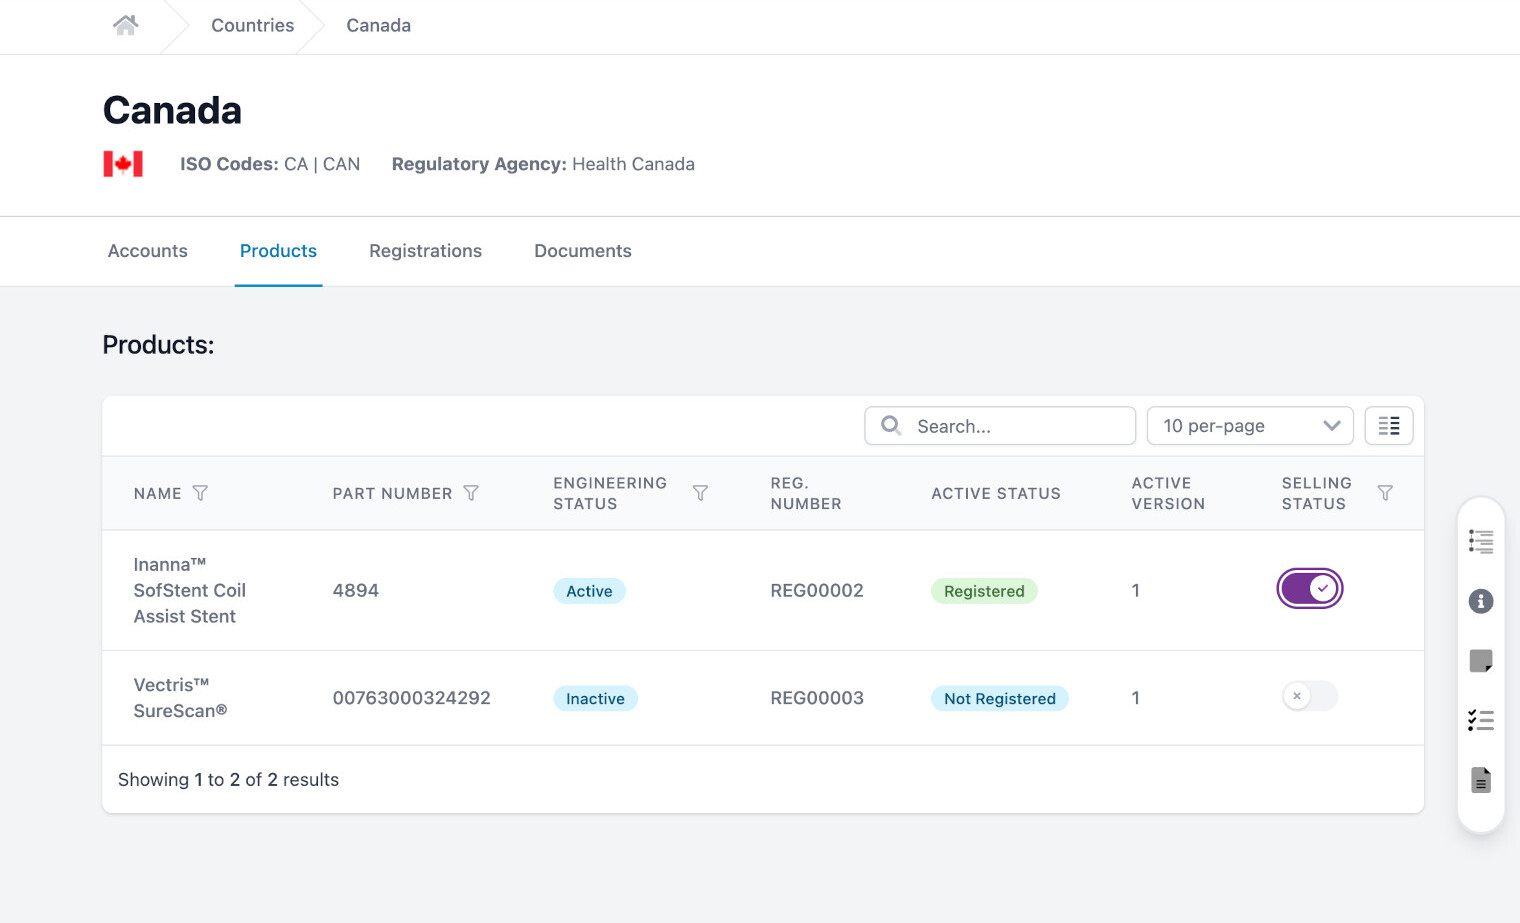 Countries
Canada
Canada
ISO Codes: CA | CAN
Regulatory Agency: Health Canada
Accounts
Products
Registrations
Documents
Products:
Search...
10 per-page
NAME
PART NUMBER
ENGINEERING
STATUS
REG.
NUMBER
ACTIVE STATUS
ACTIVE
VERSION
SELLING
STATUS
Inanna™
SofStent Coil
Assist Stent
4894
Active
REG00002
Registered
1
Vectris™
SureScan®
00763000324292
Inactive
REG00003
Not Registered
1
Showing 1 to 2 of 2 results